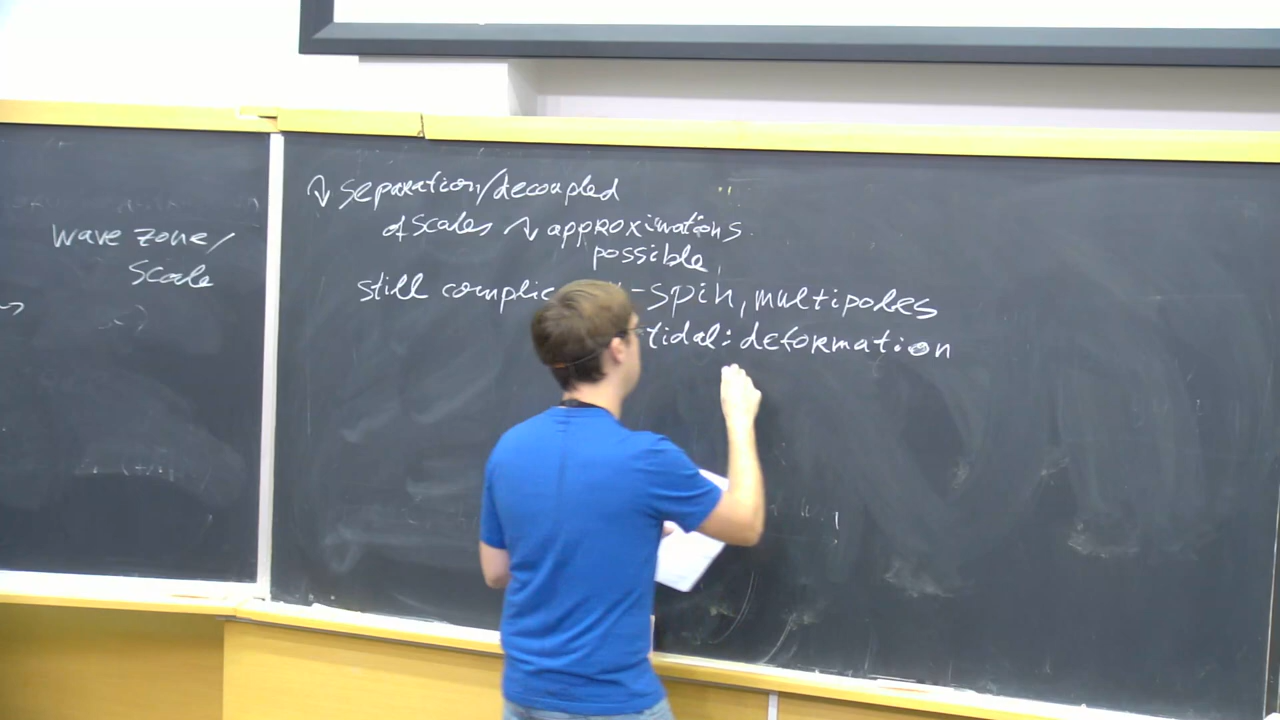 wave zone/
scale
↝ separation/decoupled
of scales ↝ approximations
possible
still complic - spin, multipoles
tidal: deformation